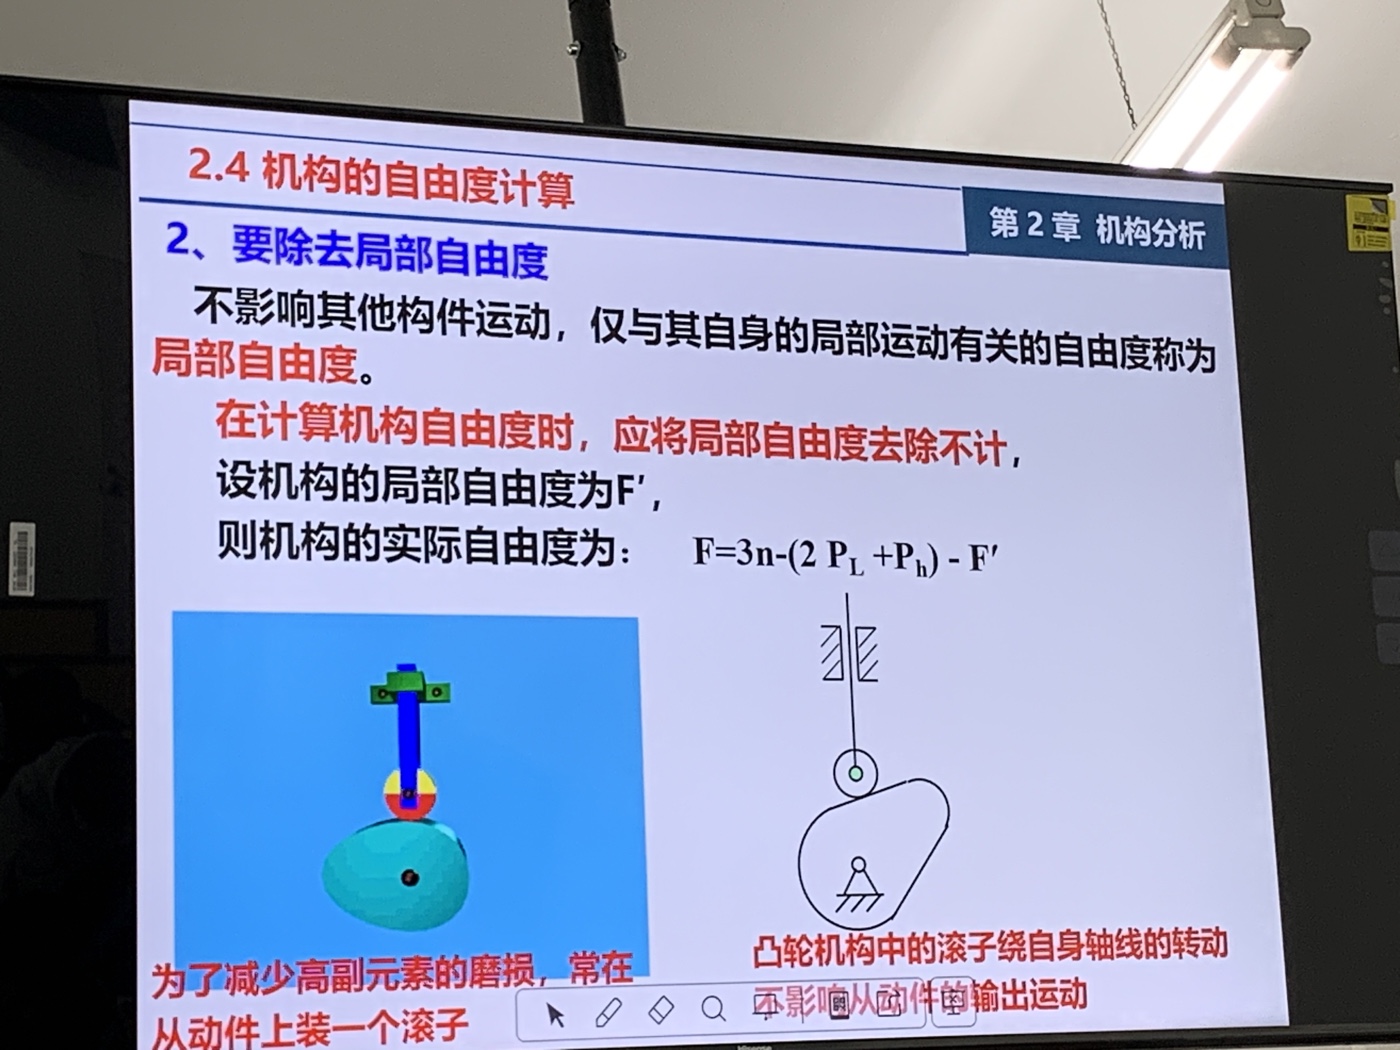 2.4 机构的自由度计算
第 2 章 机构分析
2、要除去局部自由度
不影响其他构件运动，仅与其自身的局部运动有关的自由度称为
局部自由度。
在计算机构自由度时，应将局部自由度去除不计，
设机构的局部自由度为F′，
则机构的实际自由度为： F=3n-(2 PL +Ph) - F′
为了减少高副元素的磨损，常在
从动件上装一个滚子
凸轮机构中的滚子绕自身轴线的转动
不影响从动件的输出运动
Hisense